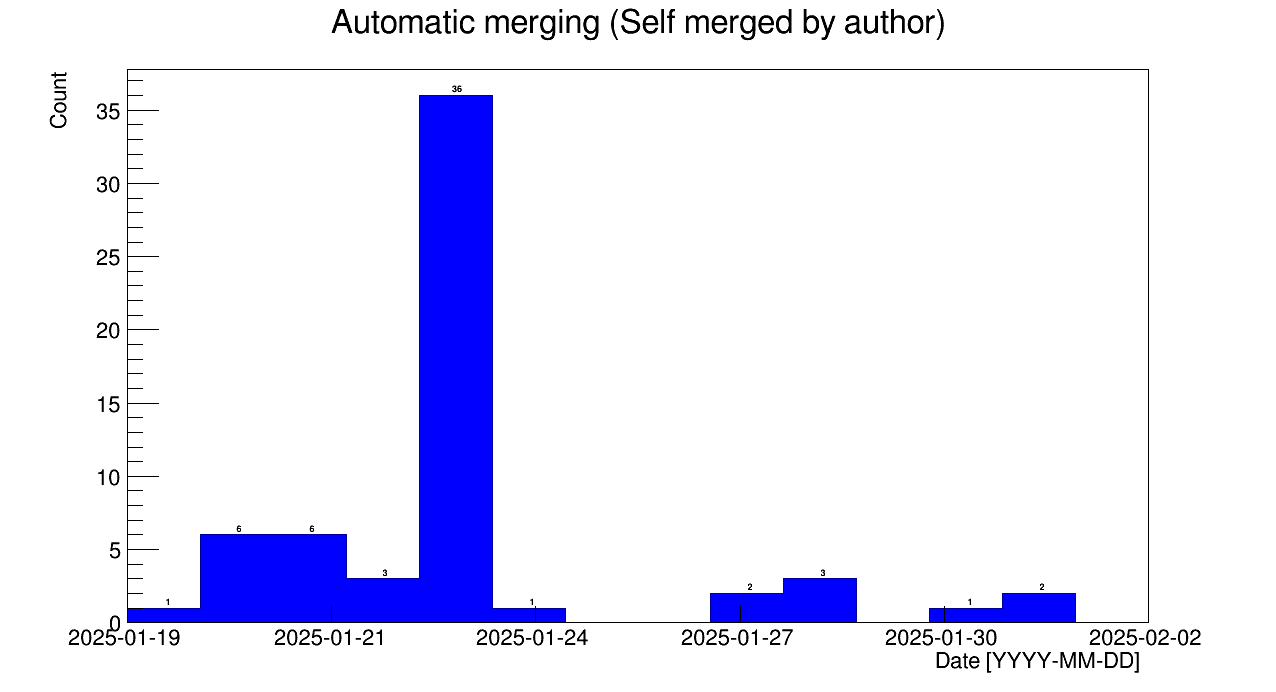 Automatic merging (Self merged by author)
Count
36
35
30
25
20
15
10
6 6
5
3 3
2 2
1 1 1
0
2025-01-19 2025-01-21 2025-01-24 2025-01-27 2025-01-30 2025-02-02
Date [YYYY-MM-DD]